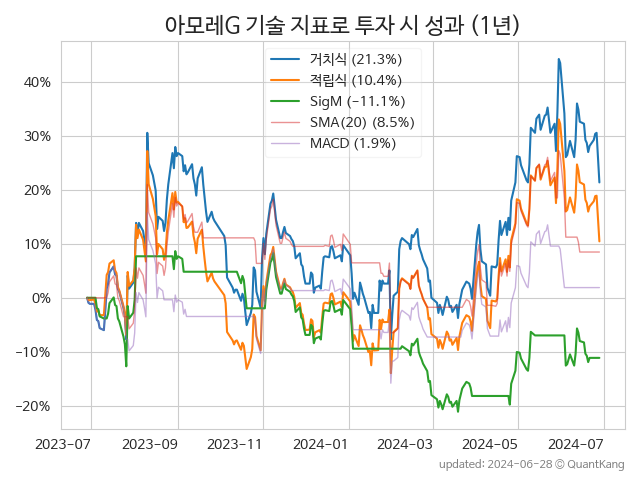 아모레G 기술 지표로 투자 시 성과 (1년)
거치식 (21.3%)
적립식 (10.4%)
SigM (−11.1%)
SMA(20) (8.5%)
MACD (1.9%)
40%
30%
20%
10%
0%
−10%
−20%
2023-07
2023-09
2023-11
2024-01
2024-03
2024-05
2024-07
updated: 2024-06-28 © QuantKang